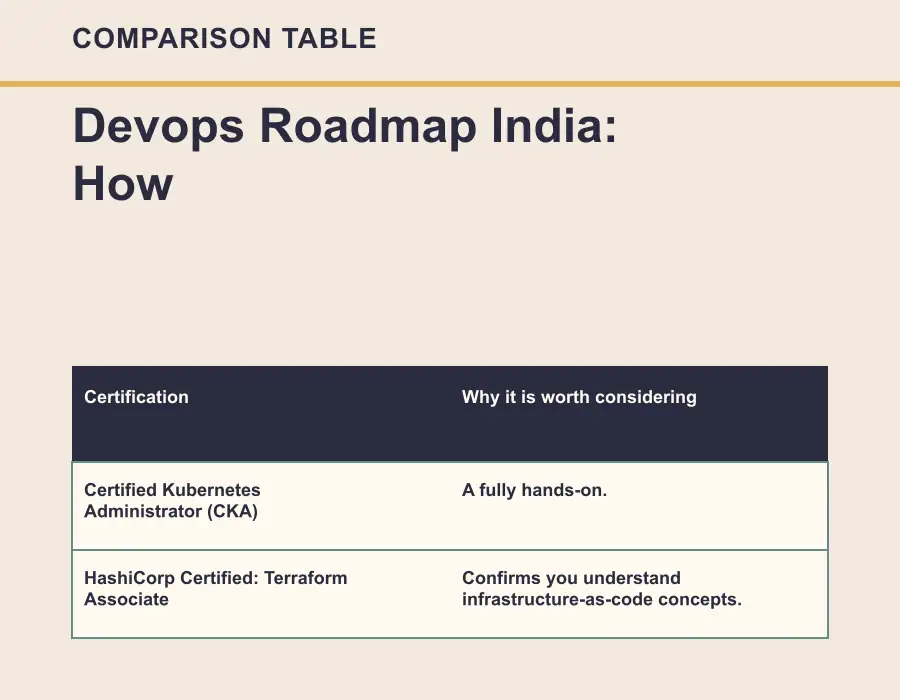 COMPARISON TABLE
Devops Roadmap India:
How
Certification
Why it is worth considering
Certified Kubernetes
Administrator (CKA)
A fully hands-on.
HashiCorp Certified: Terraform
Associate
Confirms you understand
infrastructure-as-code concepts.